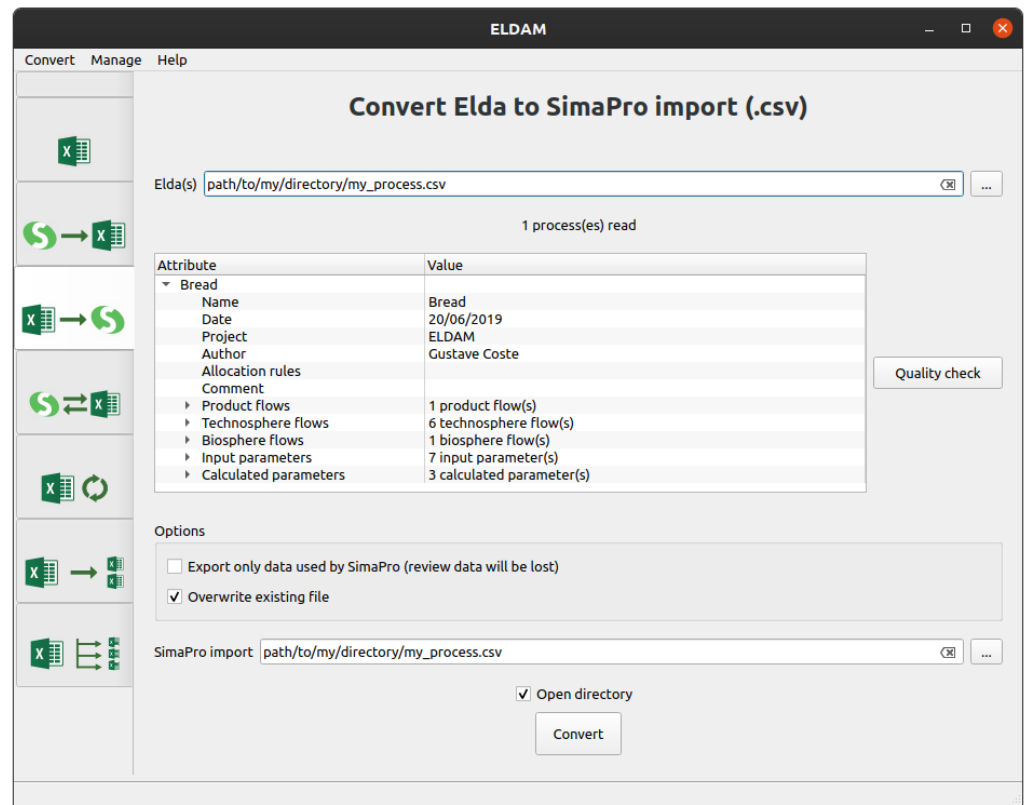 ELDAM
Convert Manage Help
Convert Elda to SimaPro import (.csv)
Elda(s) path/to/my/directory/my_process.csv ...
1 process(es) read
Attribute Value
Bread
Name Bread
Date 20/06/2019
Project ELDAM
Author Gustave Coste
Allocation rules
Comment
Product flows 1 product flow(s)
Technosphere flows 6 technosphere flow(s)
Biosphere flows 1 biosphere flow(s)
Input parameters 7 input parameter(s)
Calculated parameters 3 calculated parameter(s)
Quality check
Options
Export only data used by SimaPro (review data will be lost)
Overwrite existing file
SimaPro import path/to/my/directory/my_process.csv ...
Open directory
Convert